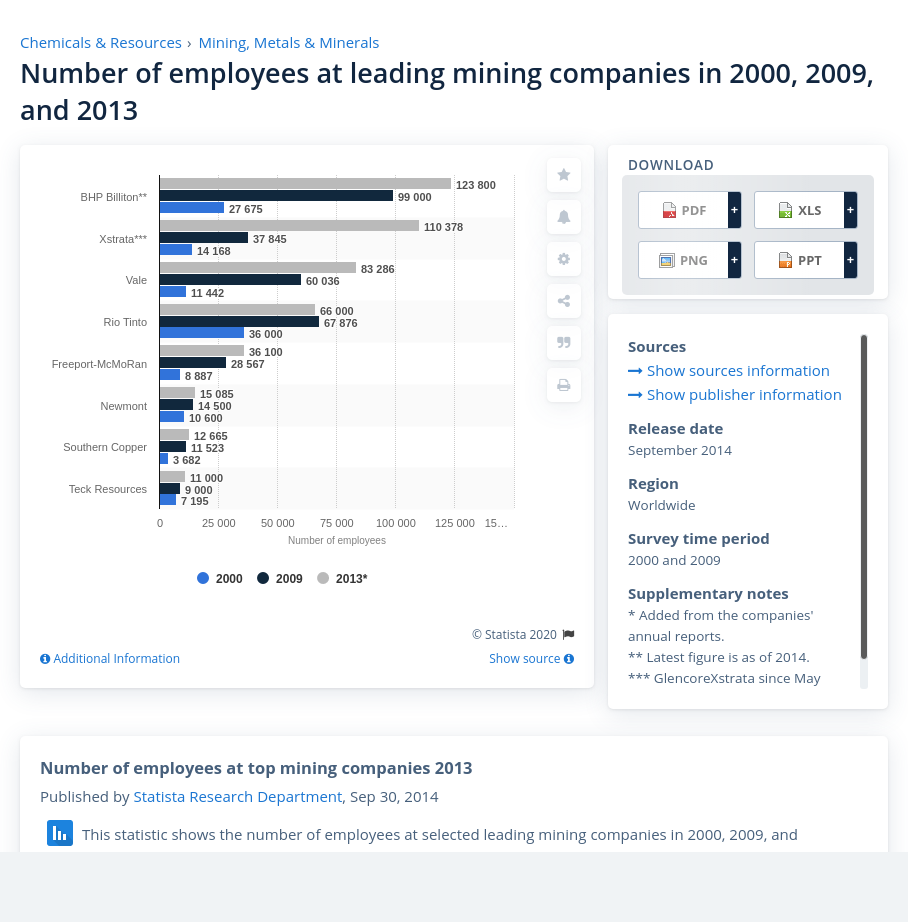 Chemicals & Resources › Mining, Metals & Minerals
Number of employees at leading mining companies in 2000, 2009,
and 2013
BHP Billiton**
123 800
99 000
27 675
Xstrata***
110 378
37 845
14 168
Vale
83 286
60 036
11 442
Rio Tinto
66 000
67 876
36 000
Freeport-McMoRan
36 100
28 567
8 887
Newmont
15 085
14 500
10 600
Southern Copper
12 665
11 523
3 682
Teck Resources
11 000
9 000
7 195
0 25 000 50 000 75 000 100 000 125 000 15…
Number of employees
2000 2009 2013*
© Statista 2020
Additional Information Show source
DOWNLOAD
PDF + XLS +
PNG + PPT +
Sources
Show sources information
Show publisher information
Release date
September 2014
Region
Worldwide
Survey time period
2000 and 2009
Supplementary notes
* Added from the companies'
annual reports.
** Latest figure is as of 2014.
*** GlencoreXstrata since May
Number of employees at top mining companies 2013
Published by Statista Research Department, Sep 30, 2014
This statistic shows the number of employees at selected leading mining companies in 2000, 2009, and